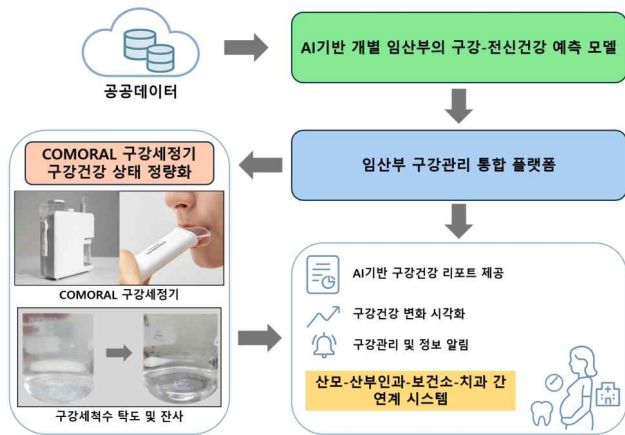 공공데이터
AI기반 개별 임산부의 구강-전신건강 예측 모델
임산부 구강관리 통합 플랫폼
COMORAL 구강세정기
구강건강 상태 정량화
COMORAL 구강세정기
구강세척수 탁도 및 잔사
AI기반 구강건강 리포트 제공
구강건강 변화 시각화
구강관리 및 정보 알림
산모-산부인과-보건소-치과 간
연계 시스템